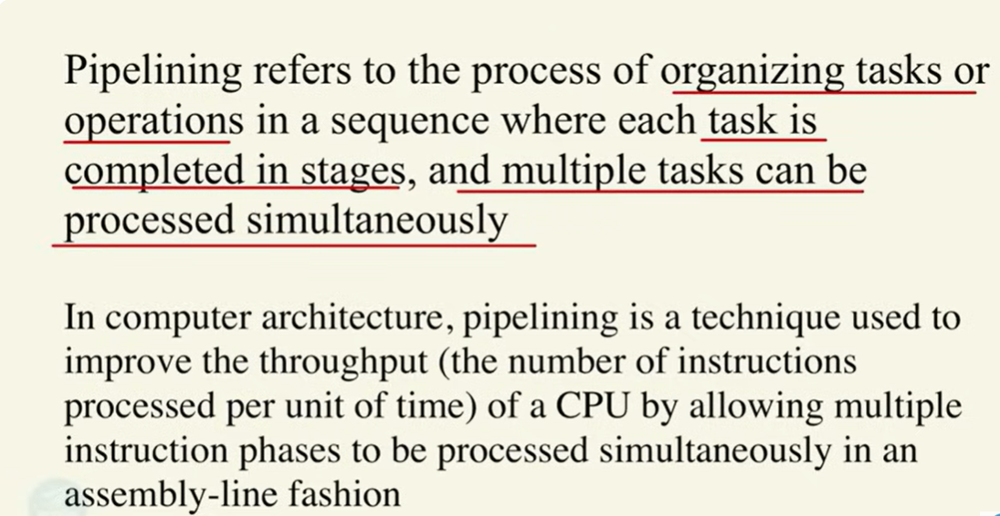 Pipelining refers to the process of organizing tasks or
operations in a sequence where each task is
completed in stages, and multiple tasks can be
processed simultaneously
In computer architecture, pipelining is a technique used to
improve the throughput (the number of instructions
processed per unit of time) of a CPU by allowing multiple
instruction phases to be processed simultaneously in an
assembly-line fashion